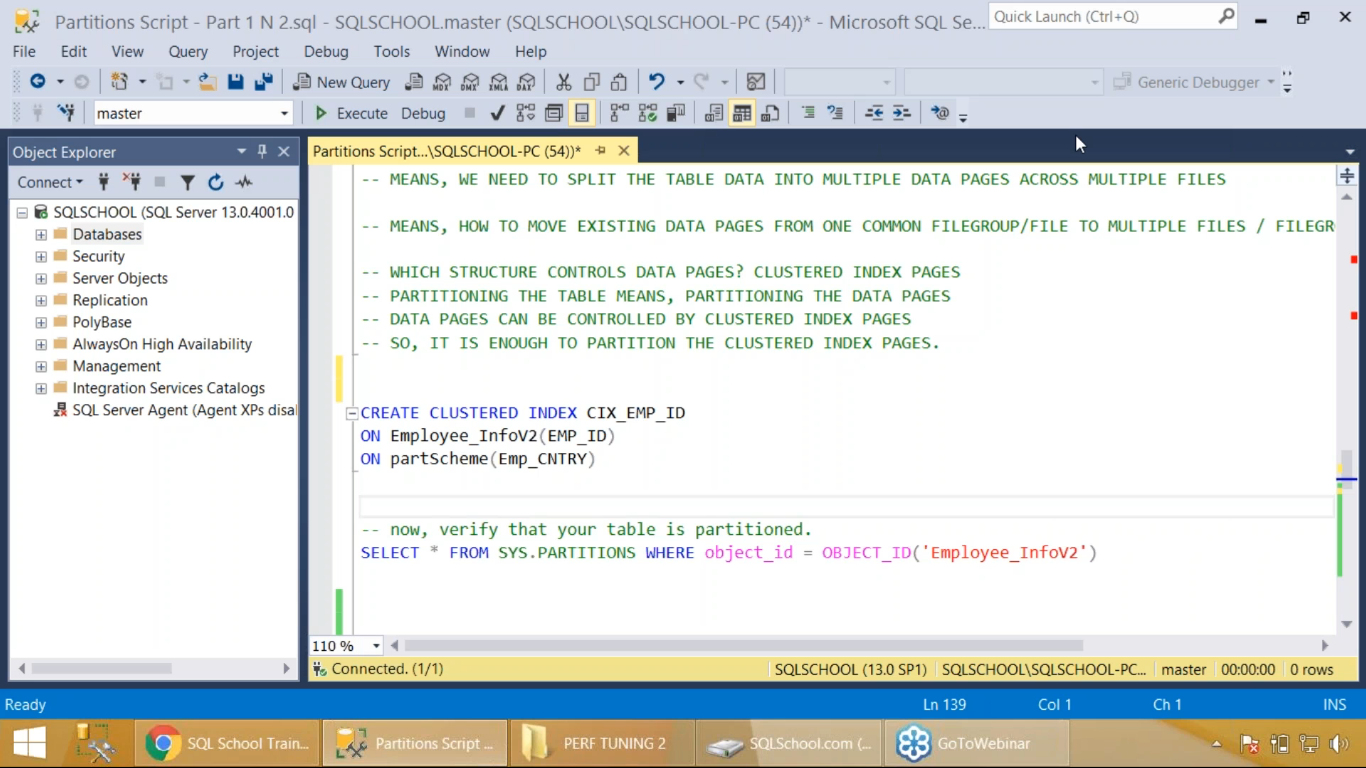 Partitions Script - Part 1 N 2.sql - SQLSCHOOL.master (SQLSCHOOL\SQLSCHOOL-PC (54))* - Microsoft SQL Se...
Quick Launch (Ctrl+Q)
File Edit View Query Project Debug Tools Window Help
New Query MDX DMX XMLA DAX Generic Debugger
master Execute Debug
Object Explorer
Partitions Script...\SQLSCHOOL-PC (54))*
Connect
SQLSCHOOL (SQL Server 13.0.4001.0
Databases
Security
Server Objects
Replication
PolyBase
AlwaysOn High Availability
Management
Integration Services Catalogs
SQL Server Agent (Agent XPs disal
-- MEANS, WE NEED TO SPLIT THE TABLE DATA INTO MULTIPLE DATA PAGES ACROSS MULTIPLE FILES
-- MEANS, HOW TO MOVE EXISTING DATA PAGES FROM ONE COMMON FILEGROUP/FILE TO MULTIPLE FILES / FILEGR
-- WHICH STRUCTURE CONTROLS DATA PAGES? CLUSTERED INDEX PAGES
-- PARTITIONING THE TABLE MEANS, PARTITIONING THE DATA PAGES
-- DATA PAGES CAN BE CONTROLLED BY CLUSTERED INDEX PAGES
-- SO, IT IS ENOUGH TO PARTITION THE CLUSTERED INDEX PAGES.
CREATE CLUSTERED INDEX CIX_EMP_ID
ON Employee_InfoV2(EMP_ID)
ON partScheme(Emp_CNTRY)
-- now, verify that your table is partitioned.
SELECT * FROM SYS.PARTITIONS WHERE object_id = OBJECT_ID('Employee_InfoV2')
110 %
Connected. (1/1) SQLSCHOOL (13.0 SP1) SQLSCHOOL\SQLSCHOOL-PC... master 00:00:00 0 rows
Ready Ln 139 Col 1 Ch 1 INS
SQL School Train... Partitions Script ... PERF TUNING 2 SQLSchool.com (... GoToWebinar